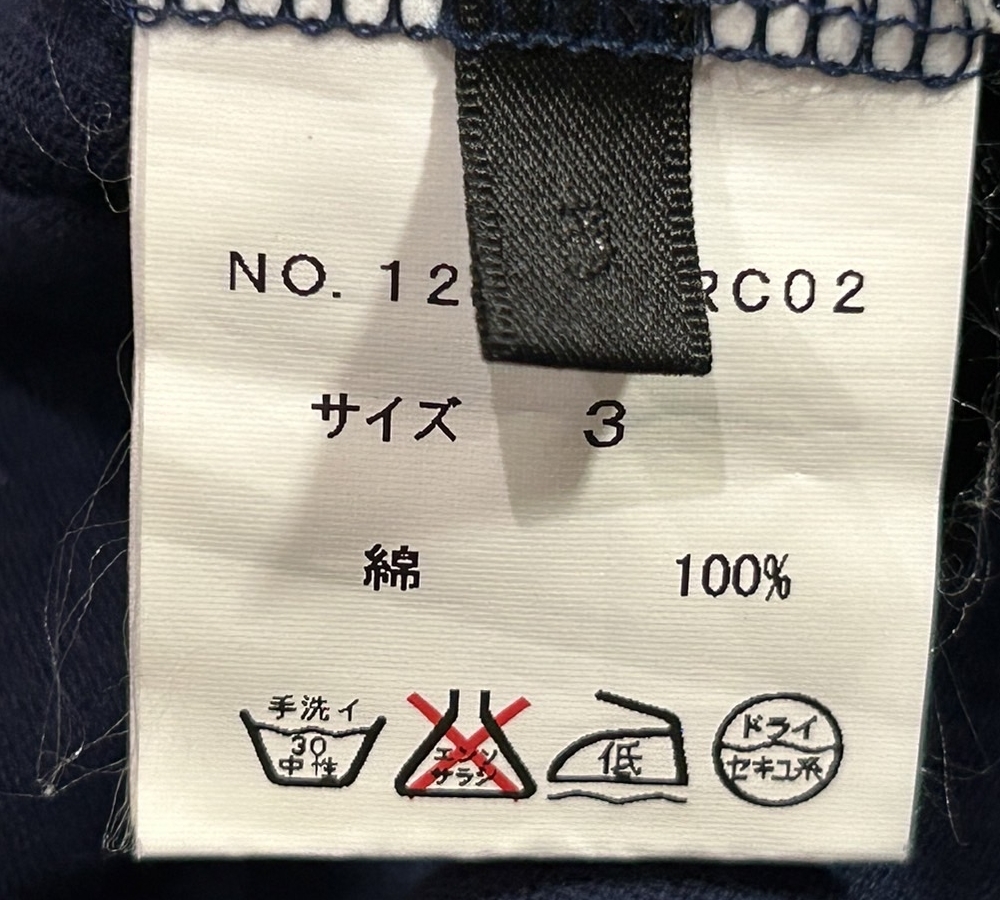 NO. 12 RC02
サイズ 3
綿 100%
手洗イ
30
中性
エンソ
サラシ
低
ドライ
セキユ系